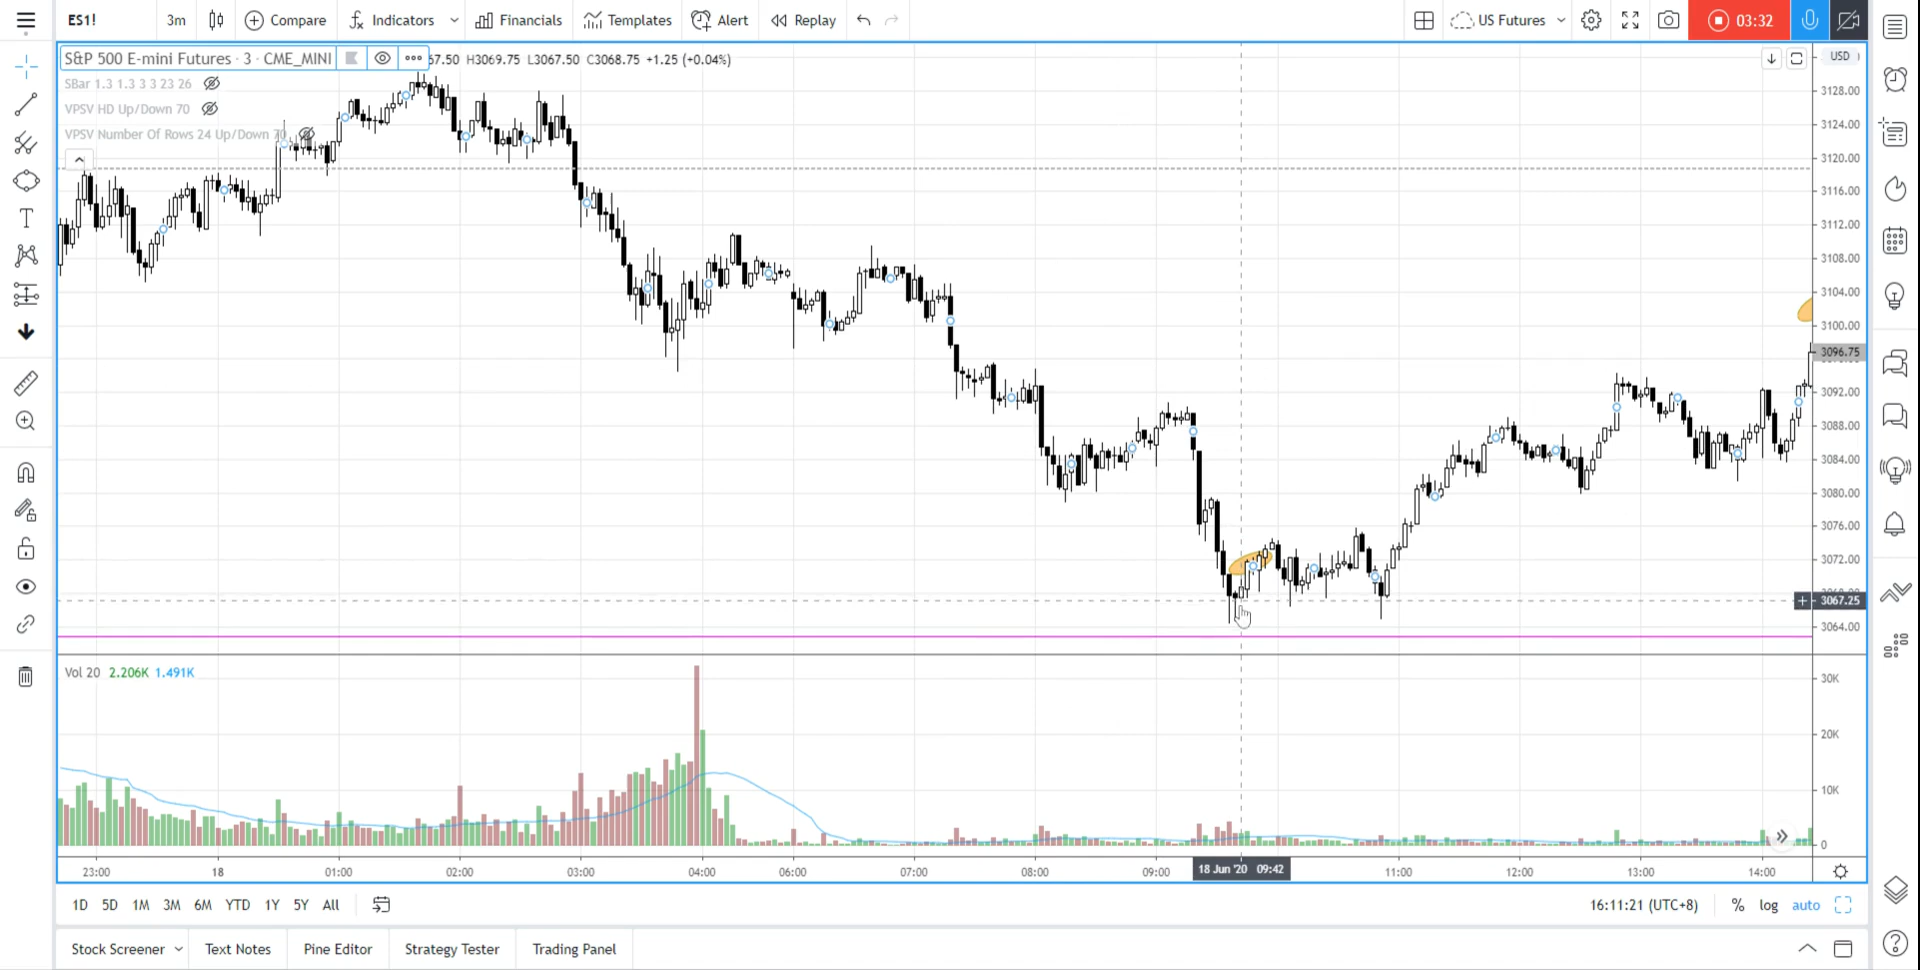 ES1! 3m Compare Indicators Financials Templates Alert Replay US Futures 03:32
S&P 500 E-mini Futures · 3 · CME_MINI ••• 67.50 H3069.75 L3067.50 C3068.75 +1.25 (+0.04%) USD
SBar 1.3 1.3 3 3 23 26
VPSV HD Up/Down 70
VPSV Number Of Rows 24 Up/Down 70
3128.00
3124.00
3120.00
3116.00
3112.00
3108.00
3104.00
3100.00
3096.75
3092.00
3088.00
3084.00
3080.00
3076.00
3072.00
3067.25
3064.00
Vol 20 2.206K 1.491K
30K
20K
10K
0
23:00 18 01:00 02:00 03:00 04:00 06:00 07:00 08:00 09:00 18 Jun '20 09:42 11:00 12:00 13:00 14:00
1D 5D 1M 3M 6M YTD 1Y 5Y All 16:11:21 (UTC+8) % log auto
Stock Screener Text Notes Pine Editor Strategy Tester Trading Panel